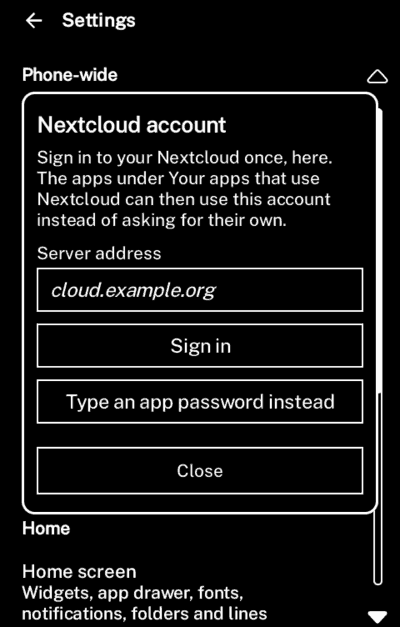 Settings
Phone-wide
Nextcloud account
Sign in to your Nextcloud once, here.
The apps under Your apps that use
Nextcloud can then use this account
instead of asking for their own.
Server address
cloud.example.org
Sign in
Type an app password instead
Close
Home
Home screen
Widgets, app drawer, fonts,
notifications, folders and lines